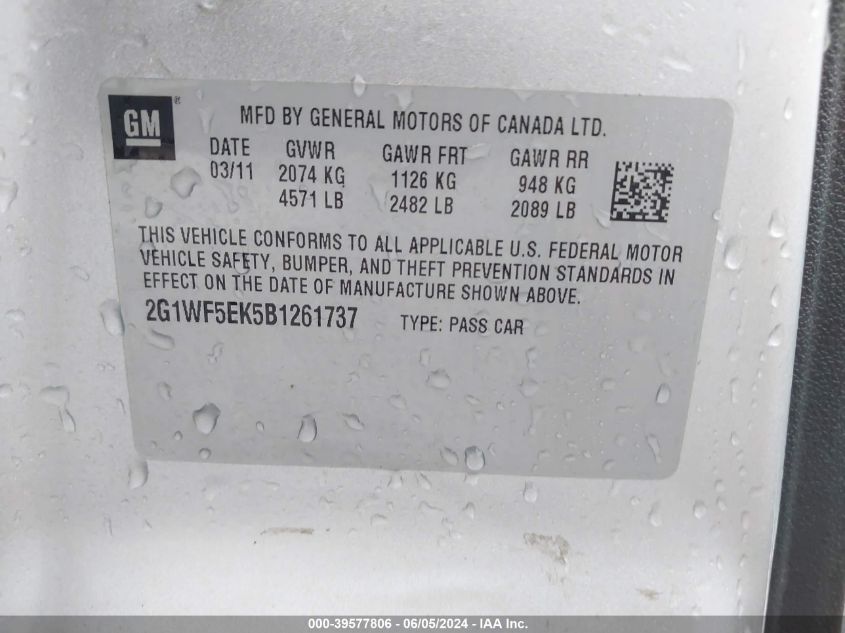 GM®
MFD BY GENERAL MOTORS OF CANADA LTD.
DATE GVWR GAWR FRT GAWR RR
03/11 2074 KG 1126 KG 948 KG
4571 LB 2482 LB 2089 LB
THIS VEHICLE CONFORMS TO ALL APPLICABLE U.S. FEDERAL MOTOR
VEHICLE SAFETY, BUMPER, AND THEFT PREVENTION STANDARDS IN
EFFECT ON THE DATE OF MANUFACTURE SHOWN ABOVE.
2G1WF5EK5B1261737 TYPE: PASS CAR
000-39577806 - 06/05/2024 - IAA Inc.